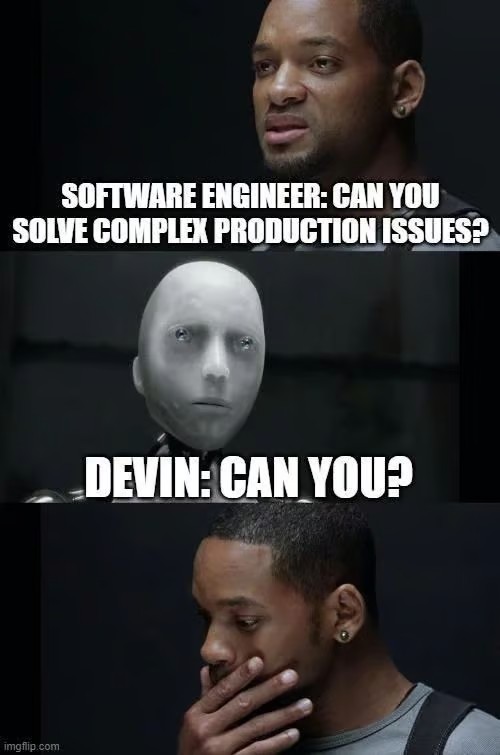 SOFTWARE ENGINEER: CAN YOU
SOLVE COMPLEX PRODUCTION ISSUES?
DEVIN: CAN YOU?
imgflip.com